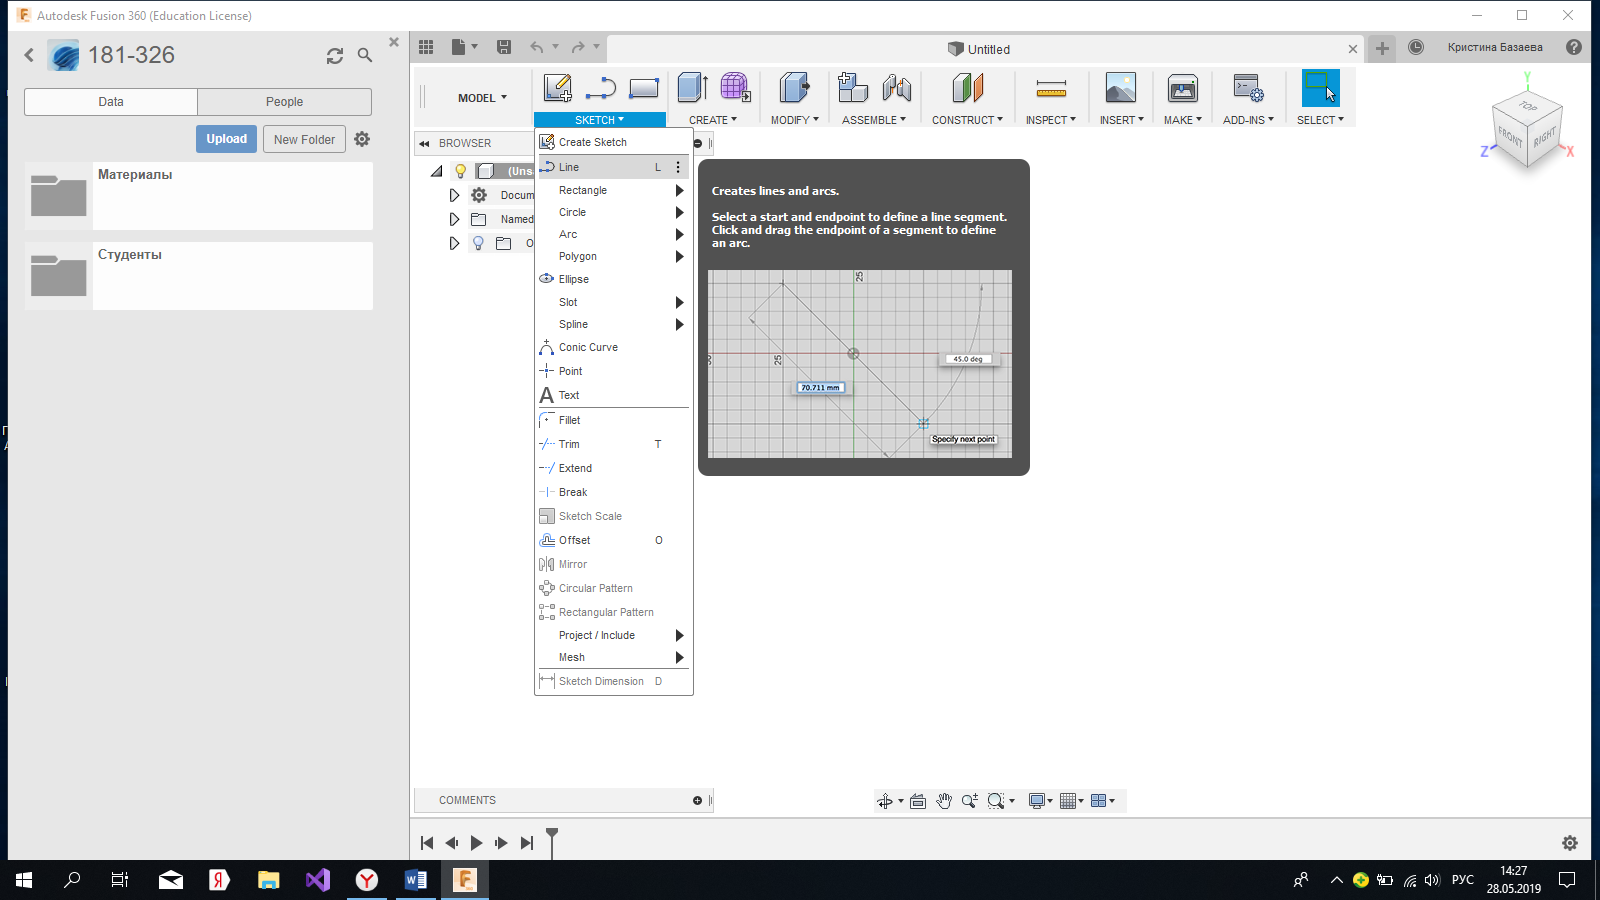 Autodesk Fusion 360 (Education License)
181-326
Data
People
Upload
New Folder
Материалы
Студенты
Untitled
Кристина Базаева
MODEL
SKETCH
CREATE
MODIFY
ASSEMBLE
CONSTRUCT
INSPECT
INSERT
MAKE
ADD-INS
SELECT
Y
TOP
FRONT
RIGHT
Z
X
BROWSER
(Uns
Docum
Named
O
Create Sketch
Line L
Rectangle
Circle
Arc
Polygon
Ellipse
Slot
Spline
Conic Curve
Point
A Text
Fillet
Trim T
Extend
Break
Sketch Scale
Offset O
Mirror
Circular Pattern
Rectangular Pattern
Project / Include
Mesh
Sketch Dimension D
Creates lines and arcs.
Select a start and endpoint to define a line segment.
Click and drag the endpoint of a segment to define
an arc.
25
25
45.0 deg
70.711 mm
Specify next point
COMMENTS
РУС
14:27
28.05.2019